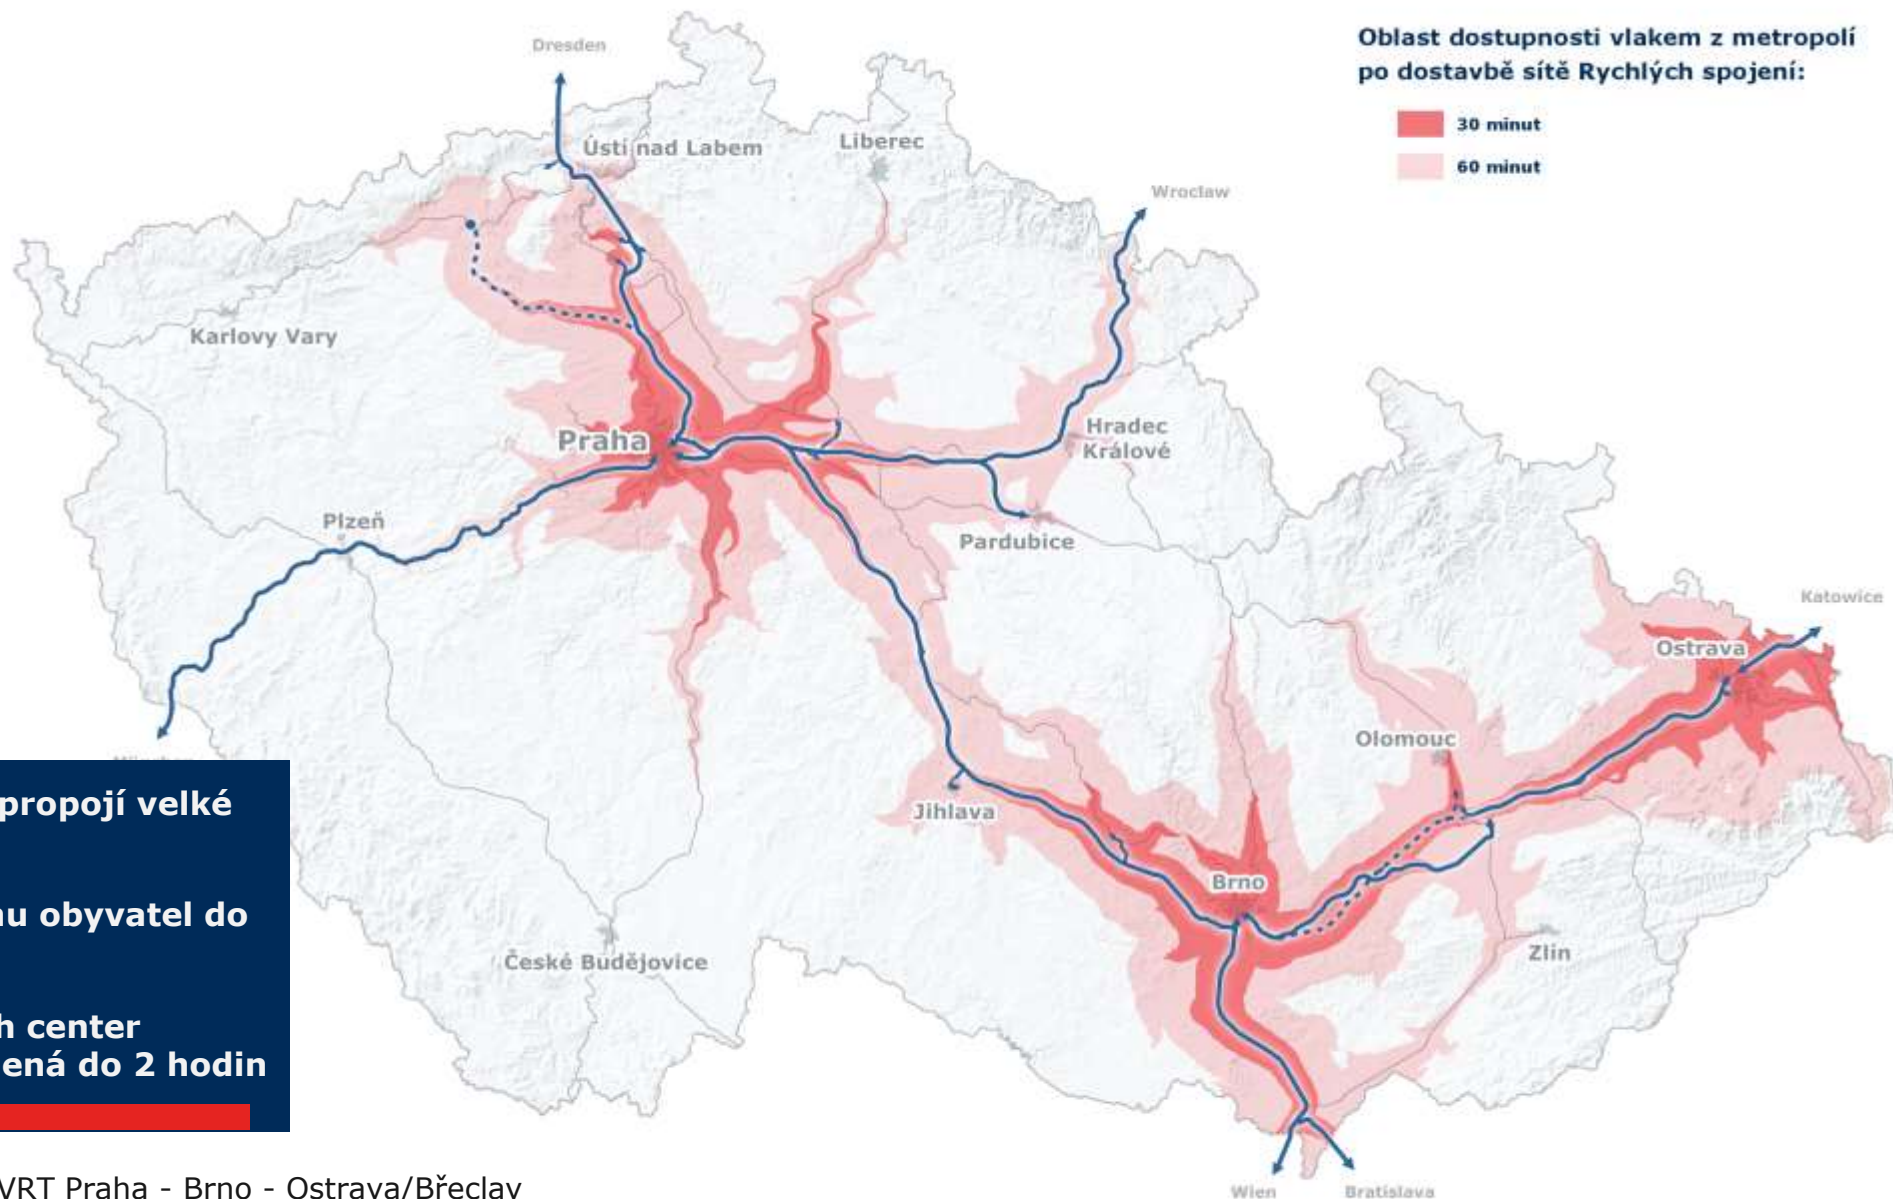 Oblast dostupnosti vlakem z metropolí
po dostavbě sítě Rychlých spojení:
30 minut
60 minut
Dresden
Ústí nad Labem
Liberec
Wroclaw
Karlovy Vary
Praha
Hradec
Králové
Plzeň
Pardubice
Katowice
Ostrava
Olomouc
Jihlava
Brno
Zlín
České Budějovice
Wien
Bratislava
propojí velké
obyvatel do
center
do 2 hodin
VRT Praha - Brno - Ostrava/Břeclav